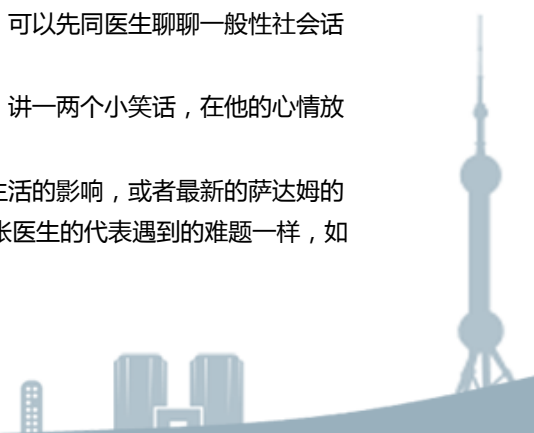 可以先同医生聊聊一般性社会话
讲一两个小笑话，在他的心情放
生活的影响，或者最新的萨达姆的
张医生的代表遇到的难题一样，如